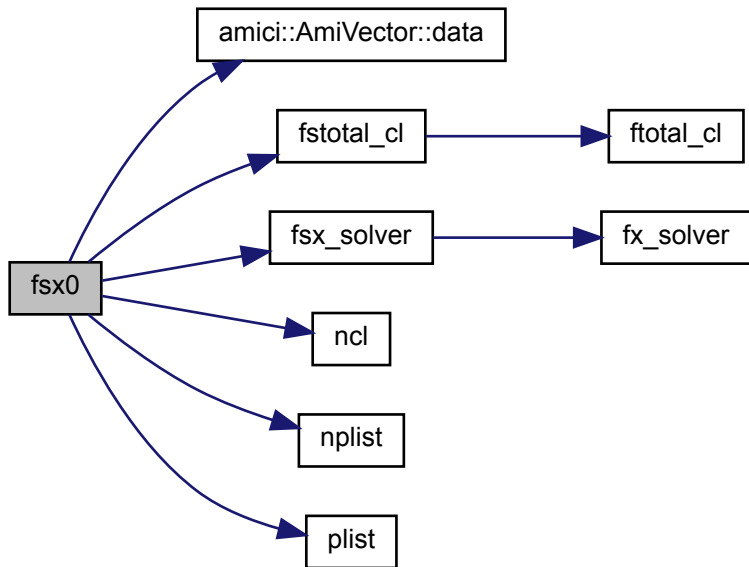 amici::AmiVector::data
fstotal_cl
ftotal_cl
fsx_solver
fx_solver
fsx0
ncl
nplist
plist